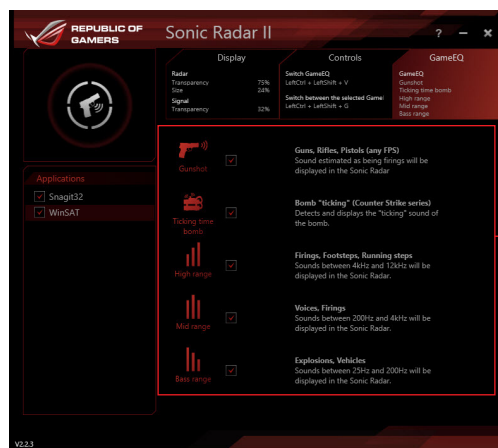 REPUBLIC OF
GAMERS
Sonic Radar II
?
Display
Controls
GameEQ
Radar
Transparency 75%
Size 24%
Signal
Transparency 32%
Switch GameEQ
LeftCtrl + LeftShift + V
Switch between the selected Game
LeftCtrl + LeftShift + G
GameEQ
Gunshot
Ticking time bomb
High range
Mid range
Bass range
Applications
Snagit32
WinSAT
Gunshot
Guns, Rifles, Pistols (any FPS)
Sound estimated as being firings will be
displayed in the Sonic Radar
Ticking time
bomb
Bomb "ticking" (Counter Strike series)
Detects and displays the "ticking" sound of
the bomb.
High range
Firings, Footsteps, Running steps
Sounds between 4kHz and 12kHz will be
displayed in the Sonic Radar.
Mid range
Voices, Firings
Sounds between 200Hz and 4kHz will be
displayed in the Sonic Radar.
Bass range
Explosions, Vehicles
Sounds between 25Hz and 200Hz will be
displayed in the Sonic Radar.
V2.2.3